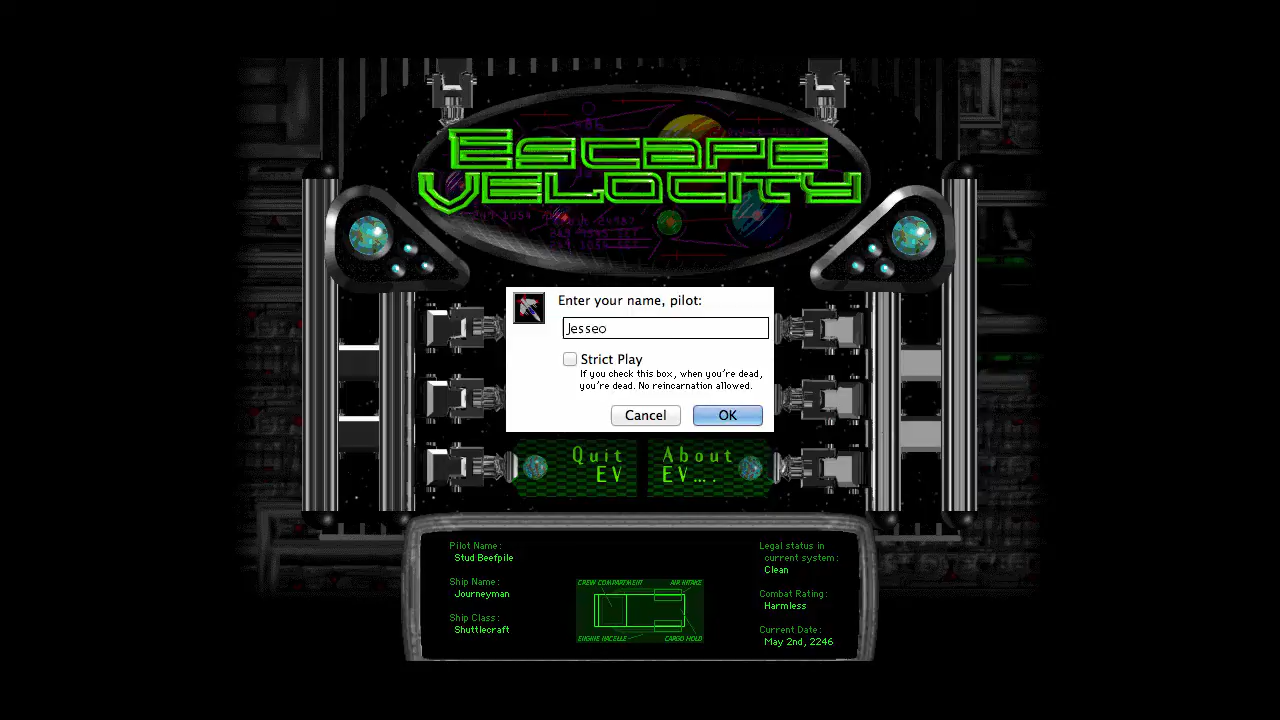 ESCAPE
VELOCITY
Enter your name, pilot:
Jesseo
Strict Play
If you check this box, when you're dead,
you're dead. No reincarnation allowed.
Cancel
OK
Quit
EV
About
EV....
Pilot Name:
Stud Beefpile
Ship Name:
Journeyman
Ship Class:
Shuttlecraft
CREW COMPARTMENT
AIR INTAKE
ENGINE NACELLE
CARGO HOLD
Legal status in
current system:
Clean
Combat Rating:
Harmless
Current Date:
May 2nd, 2246